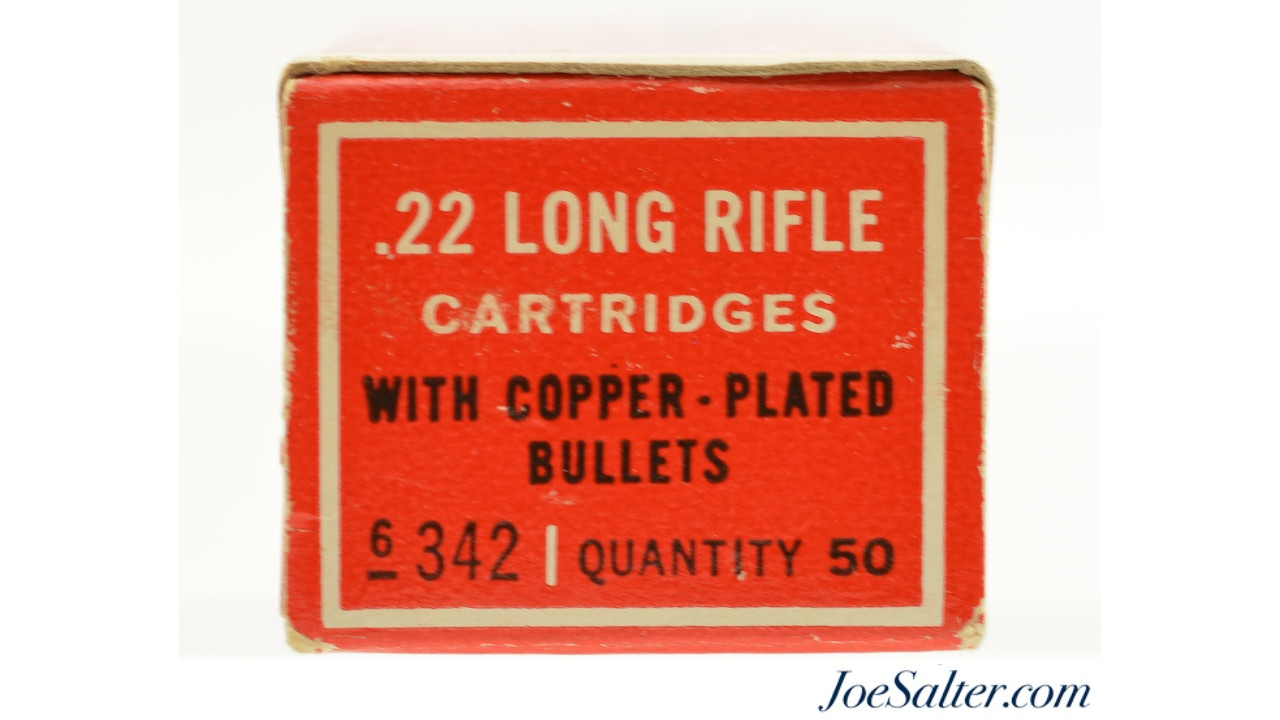 .22 LONG RIFLE
CARTRIDGES
WITH COPPER-PLATED
BULLETS
6 342 | QUANTITY 50
JoeSalter.com